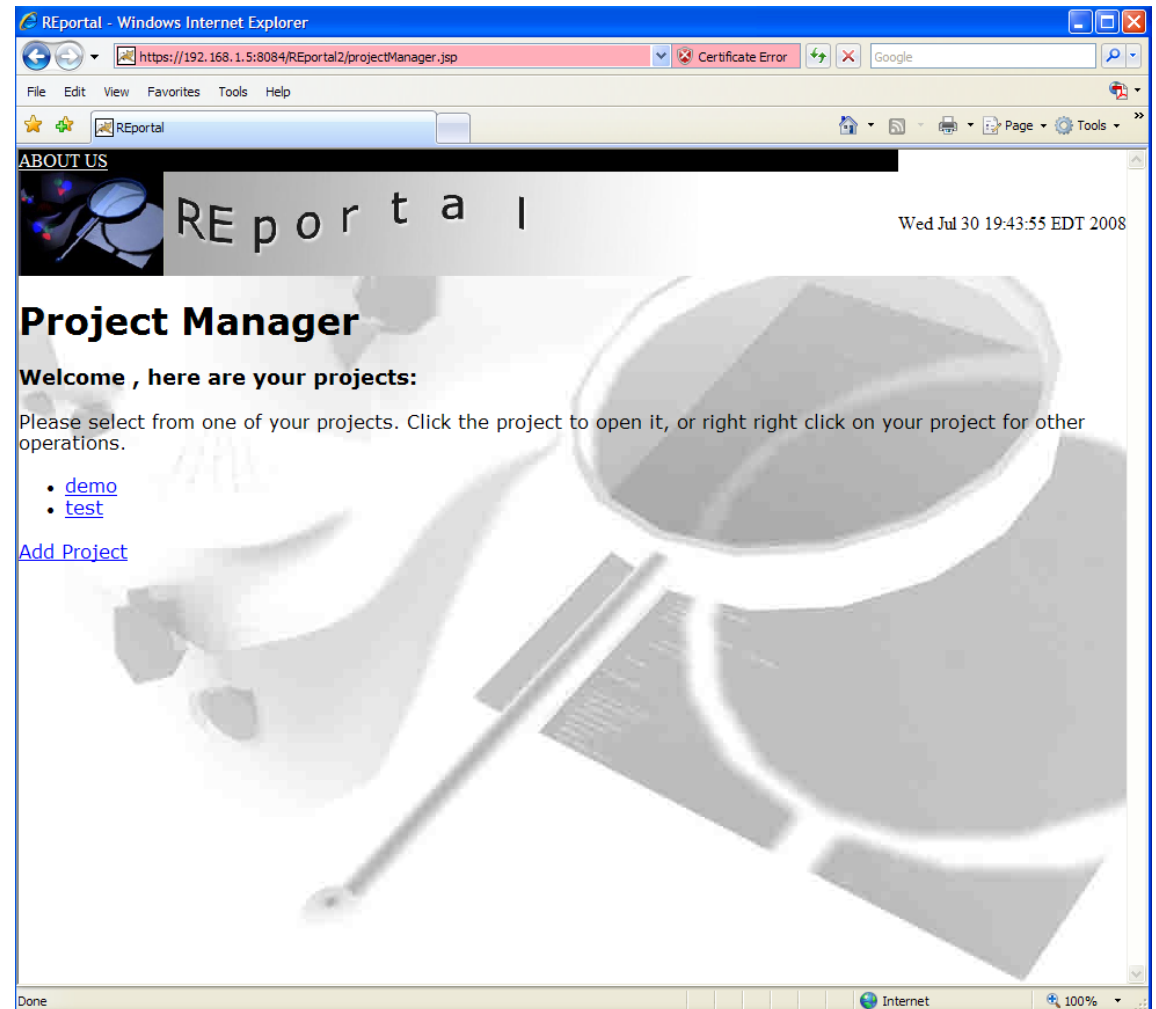 REportal - Windows Internet Explorer
https://192.168.1.5:8084/REportal2/projectManager.jsp Certificate Error Google
File Edit View Favorites Tools Help
REportal Page Tools »
ABOUT US
REportal
Wed Jul 30 19:43:55 EDT 2008
Project Manager
Welcome , here are your projects:
Please select from one of your projects. Click the project to open it, or right right click on your project for other
operations.
• demo
• test
Add Project
Done Internet 100%